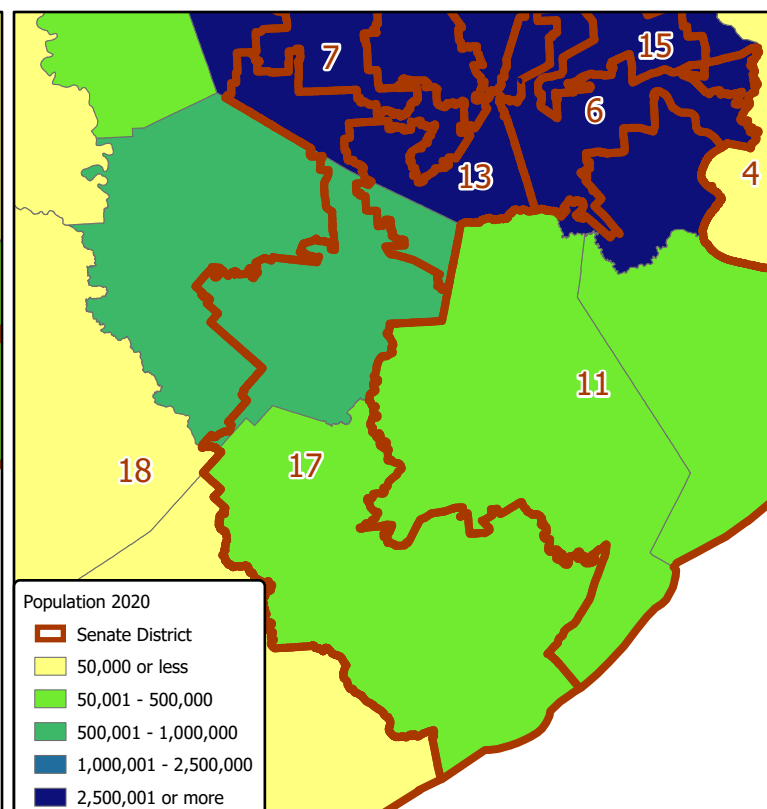 7
15
6
13
4
11
17
18
Population 2020
Senate District
50,000 or less
50,001 - 500,000
500,001 - 1,000,000
1,000,001 - 2,500,000
2,500,001 or more